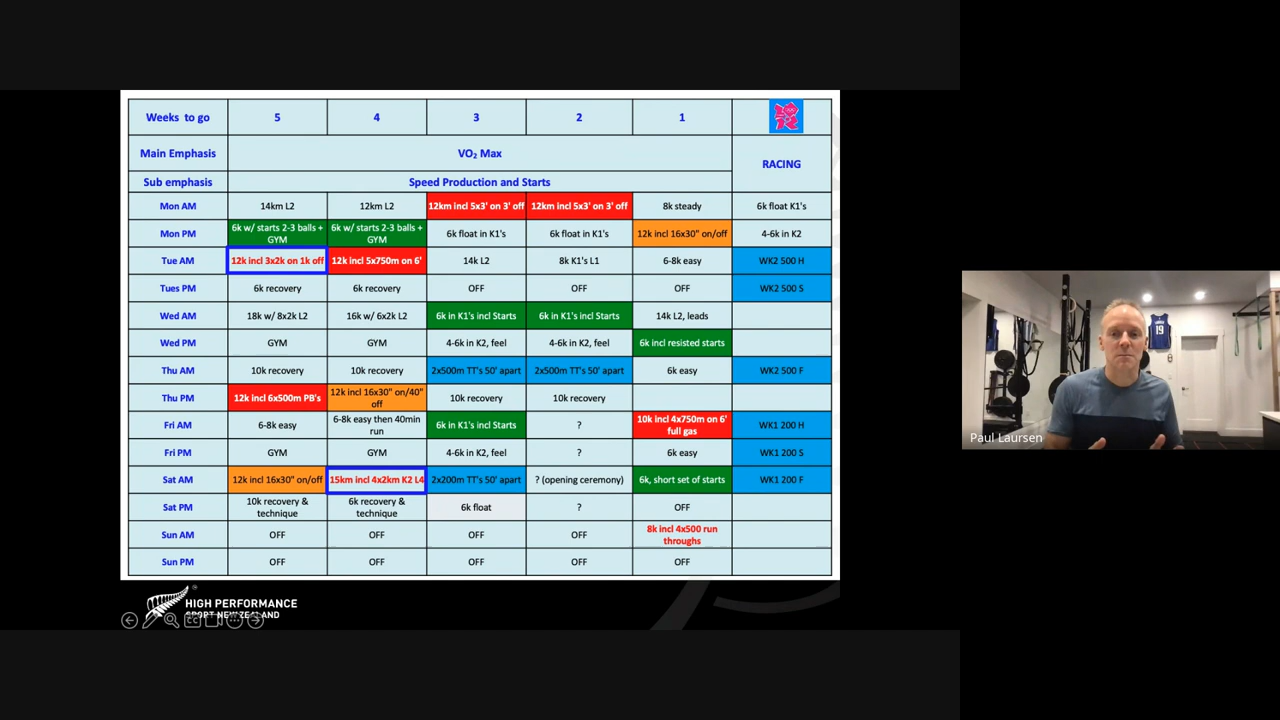 Weeks to go 5 4 3 2 1
Main Emphasis VO₂ Max RACING
Sub emphasis Speed Production and Starts
Mon AM 14km L2 12km L2 12km incl 5x3' on 3' off 12km incl 5x3' on 3' off 8k steady 6k float K1's
Mon PM 6k w/ starts 2-3 balls + GYM 6k w/ starts 2-3 balls + GYM 6k float in K1's 6k float in K1's 12k incl 16x30" on/off 4-6k in K2
Tue AM 12k incl 3x2k on 1k off 12k incl 5x750m on 6' 14k L2 8k K1's L1 6-8k easy WK2 500 H
Tues PM 6k recovery 6k recovery OFF OFF OFF WK2 500 S
Wed AM 18k w/ 8x2k L2 16k w/ 6x2k L2 6k in K1's incl Starts 6k in K1's incl Starts 14k L2, leads
Wed PM GYM GYM 4-6k in K2, feel 4-6k in K2, feel 6k incl resisted starts
Thu AM 10k recovery 10k recovery 2x500m TT's 50' apart 2x500m TT's 50' apart 6k easy WK2 500 F
Thu PM 12k incl 6x500m PB's 12k incl 16x30" on/40" off 10k recovery 10k recovery
Fri AM 6-8k easy 6-8k easy then 40min run 6k in K1's incl Starts ? 10k incl 4x750m on 6' full gas WK1 200 H
Fri PM GYM GYM 4-6k in K2, feel ? 6k easy WK1 200 S
Sat AM 12k incl 16x30" on/off 15km incl 4x2km K2 L4 2x200m TT's 50' apart ? (opening ceremony) 6k, short set of starts WK1 200 F
Sat PM 10k recovery & technique 6k recovery & technique 6k float ? OFF
Sun AM OFF OFF OFF OFF 8k incl 4x500 run throughs
Sun PM OFF OFF OFF OFF OFF
HIGH PERFORMANCE
SPORT NEW ZEALAND
19
Paul Laursen